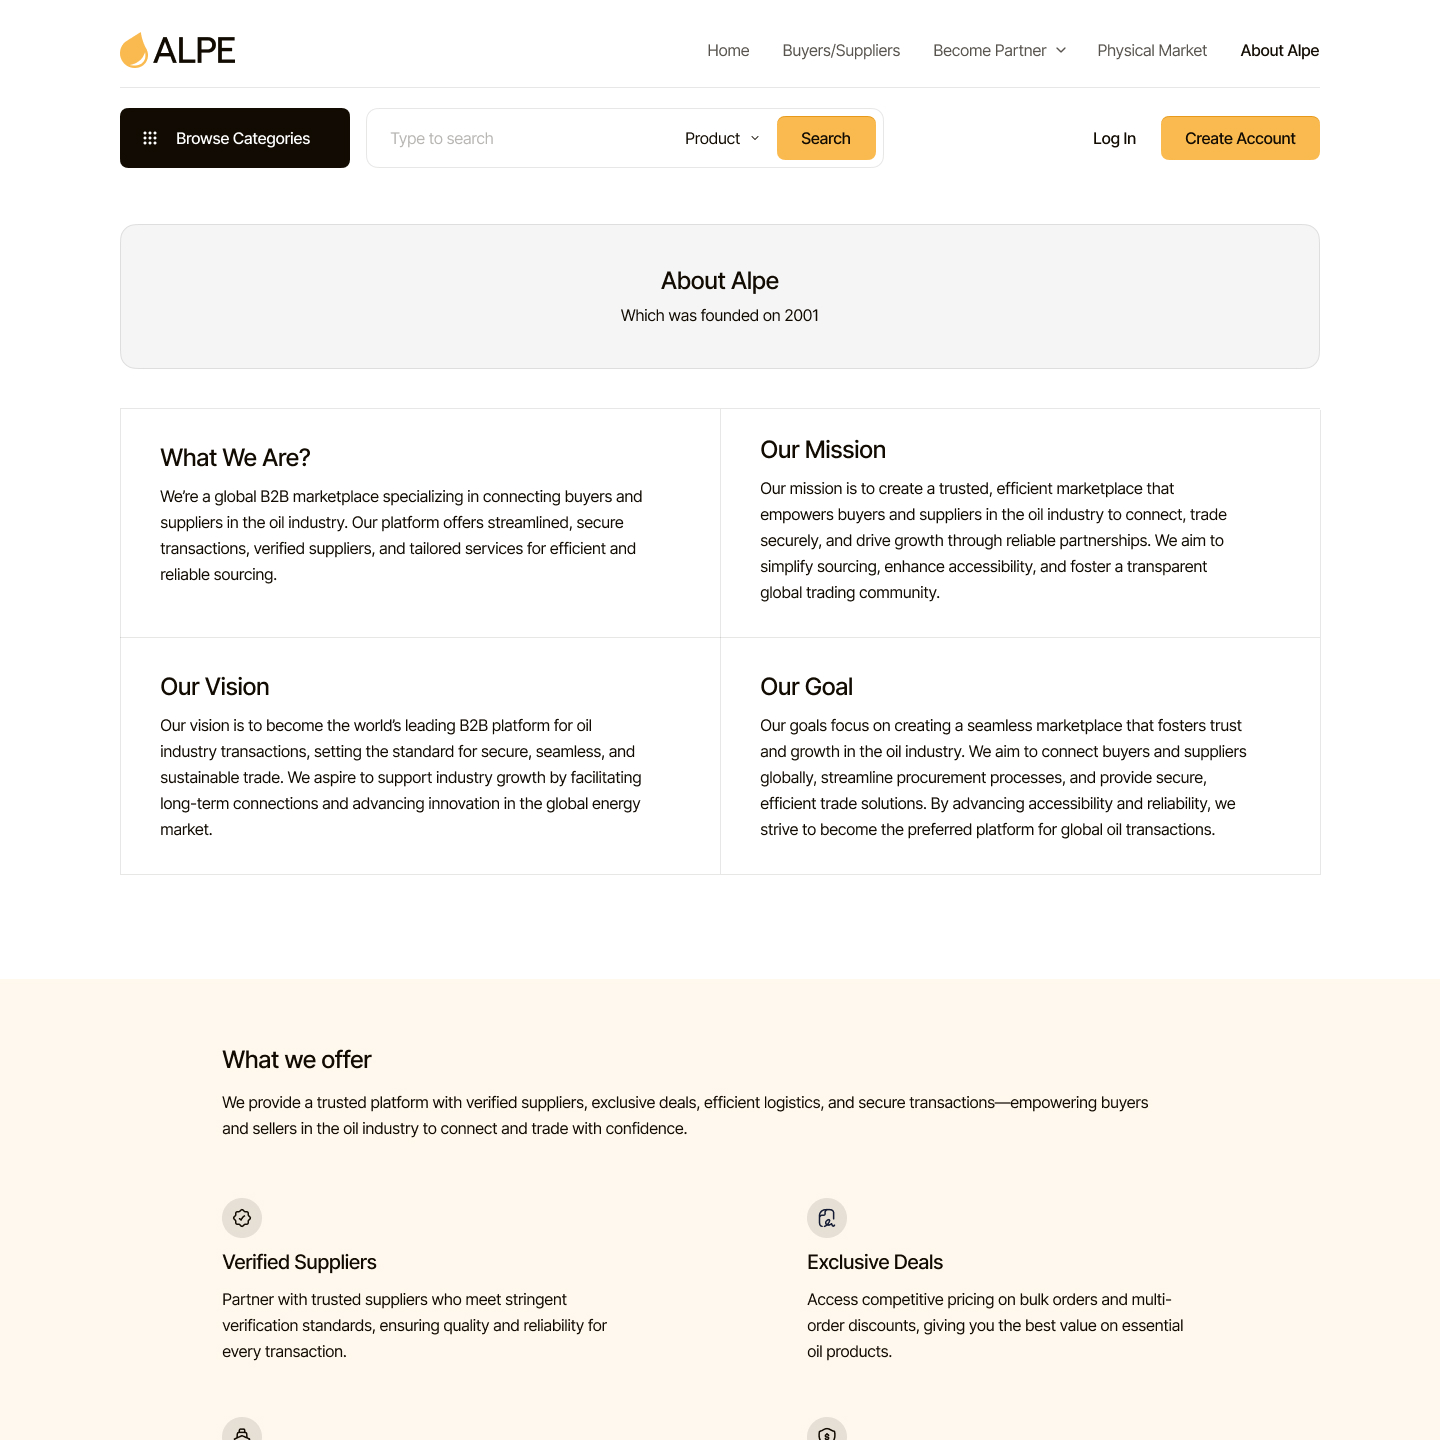 ALPE
Home Buyers/Suppliers Become Partner Physical Market About Alpe
Browse Categories Type to search Product Search Log In Create Account
About Alpe
Which was founded on 2001
What We Are?
We’re a global B2B marketplace specializing in connecting buyers and
suppliers in the oil industry. Our platform offers streamlined, secure
transactions, verified suppliers, and tailored services for efficient and
reliable sourcing.
Our Mission
Our mission is to create a trusted, efficient marketplace that
empowers buyers and suppliers in the oil industry to connect, trade
securely, and drive growth through reliable partnerships. We aim to
simplify sourcing, enhance accessibility, and foster a transparent
global trading community.
Our Vision
Our vision is to become the world’s leading B2B platform for oil
industry transactions, setting the standard for secure, seamless, and
sustainable trade. We aspire to support industry growth by facilitating
long-term connections and advancing innovation in the global energy
market.
Our Goal
Our goals focus on creating a seamless marketplace that fosters trust
and growth in the oil industry. We aim to connect buyers and suppliers
globally, streamline procurement processes, and provide secure,
efficient trade solutions. By advancing accessibility and reliability, we
strive to become the preferred platform for global oil transactions.
What we offer
We provide a trusted platform with verified suppliers, exclusive deals, efficient logistics, and secure transactions—empowering buyers
and sellers in the oil industry to connect and trade with confidence.
Verified Suppliers
Partner with trusted suppliers who meet stringent
verification standards, ensuring quality and reliability for
every transaction.
Exclusive Deals
Access competitive pricing on bulk orders and multi-
order discounts, giving you the best value on essential
oil products.